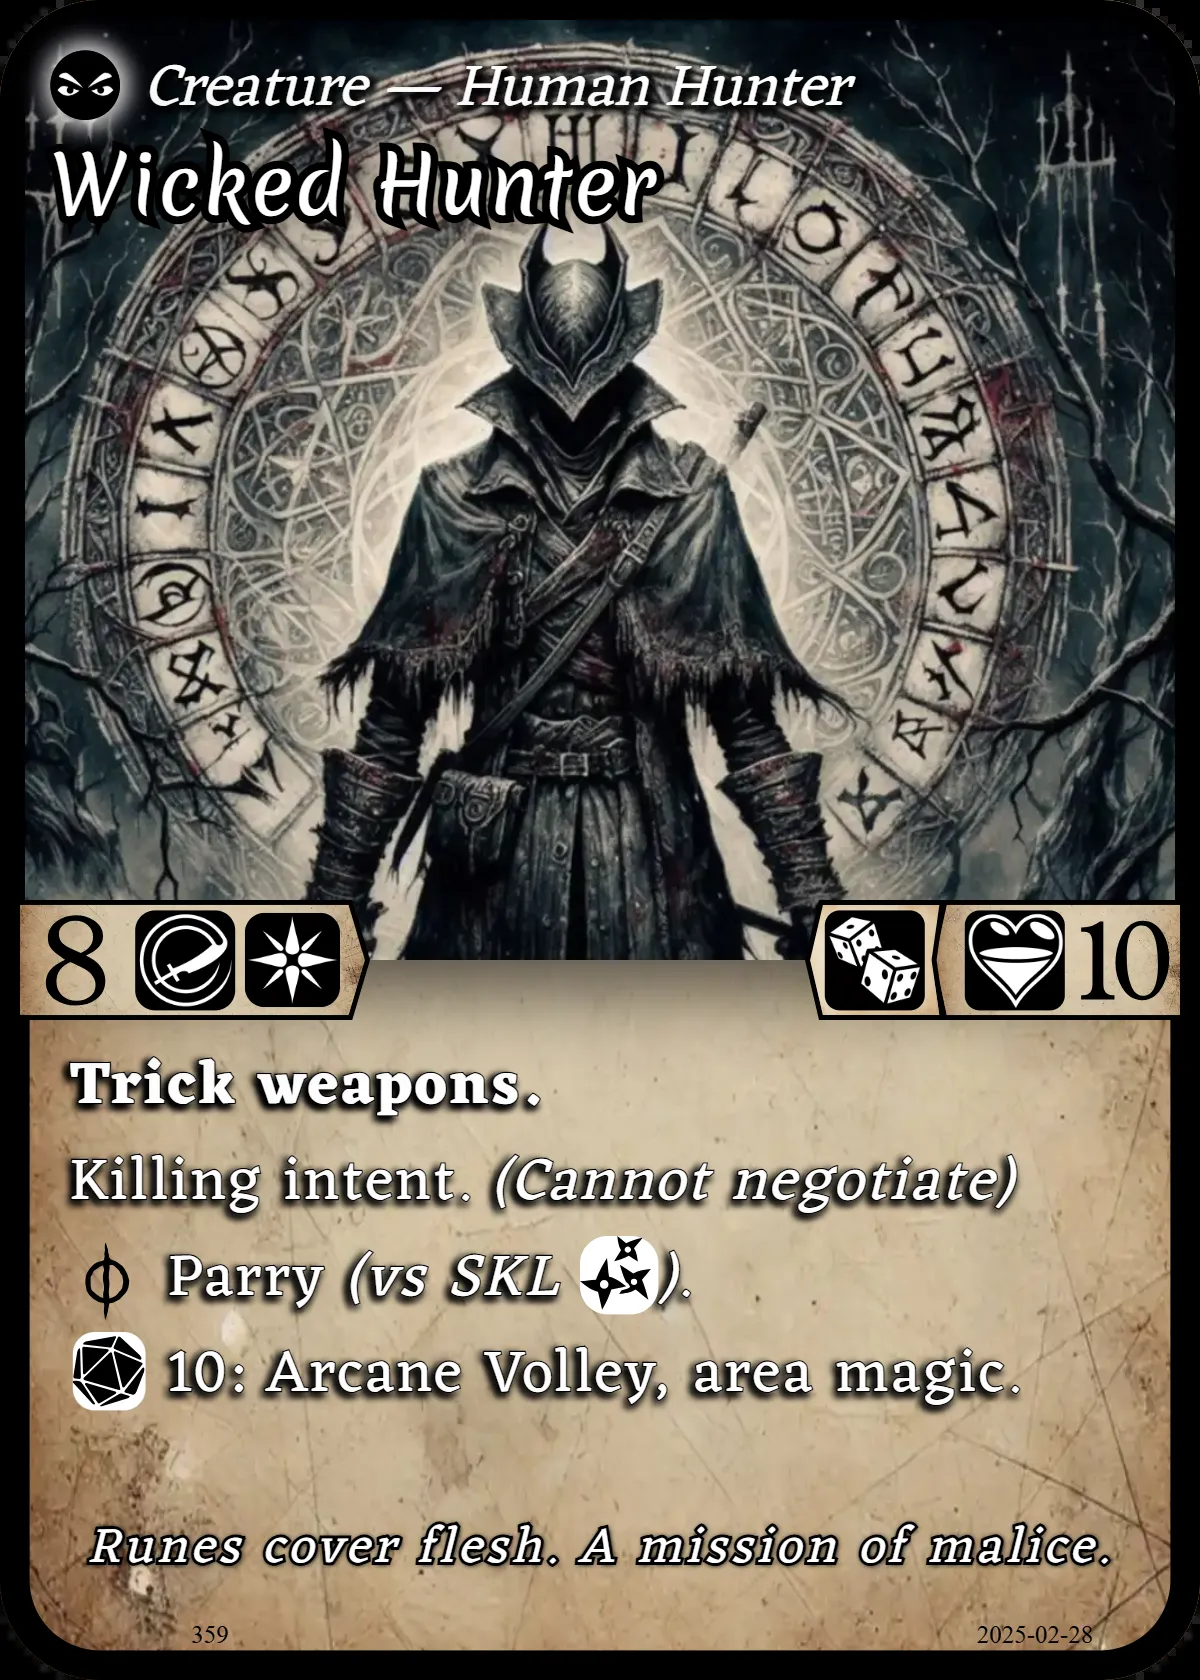 Creature — Human Hunter
Wicked Hunter
8
10
Trick weapons.
Killing intent. (Cannot negotiate)
Parry (vs SKL ).
10: Arcane Volley, area magic.
Runes cover flesh. A mission of malice.
359
2025-02-28